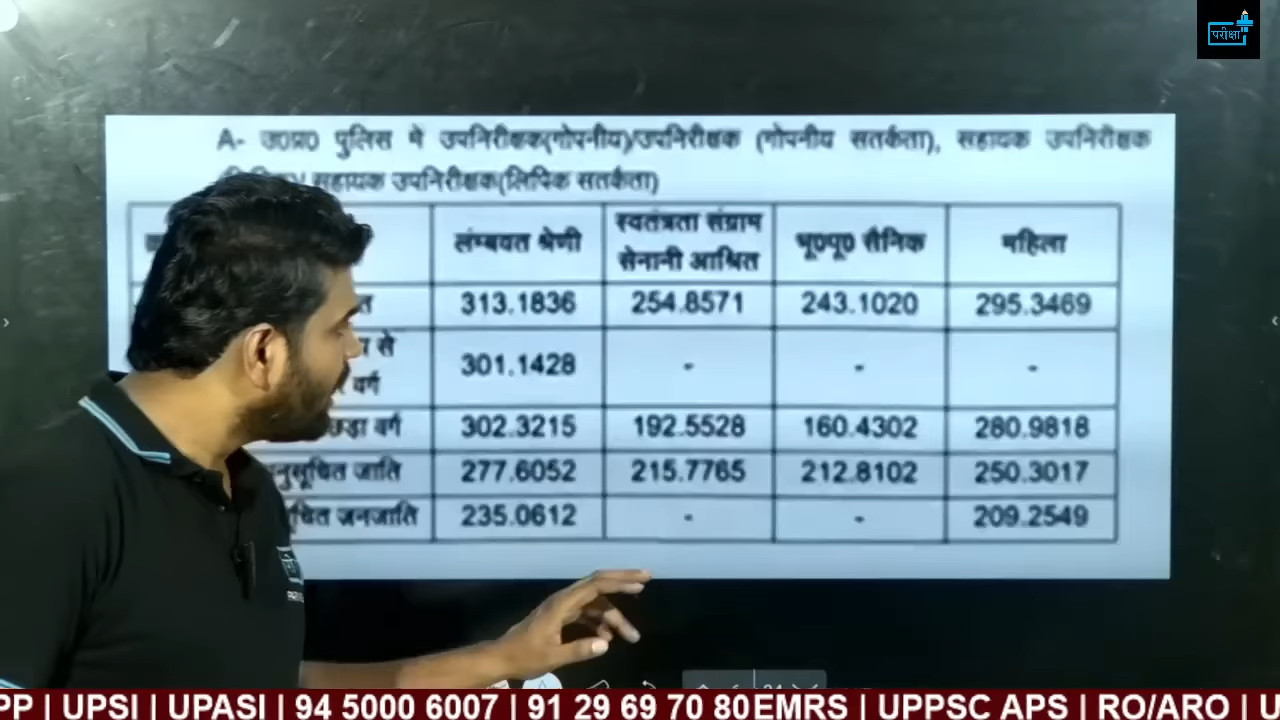 परीक्षा
A- उ0प्र0 पुलिस में उपनिरीक्षक(गोपनीय)/उपनिरीक्षक (गोपनीय सतर्कता), सहायक उपनिरीक्षक
सहायक उपनिरीक्षक(लिपिक सतर्कता)
लंम्बवत श्रेणी स्वतंत्रता संग्राम सेनानी आश्रित भू0पू0 सैनिक महिला
313.1836 254.8571 243.1020 295.3469
से
वर्ग 301.1428 - - -
वर्ग 302.3215 192.5528 160.4302 280.9818
नुसूचित जाति 277.6052 215.7765 212.8102 250.3017
चित जनजाति 235.0612 - - 209.2549
PP | UPSI | UPASI | 94 5000 6007 | 91 29 69 70 80EMRS | UPPSC APS | RO/ARO | U